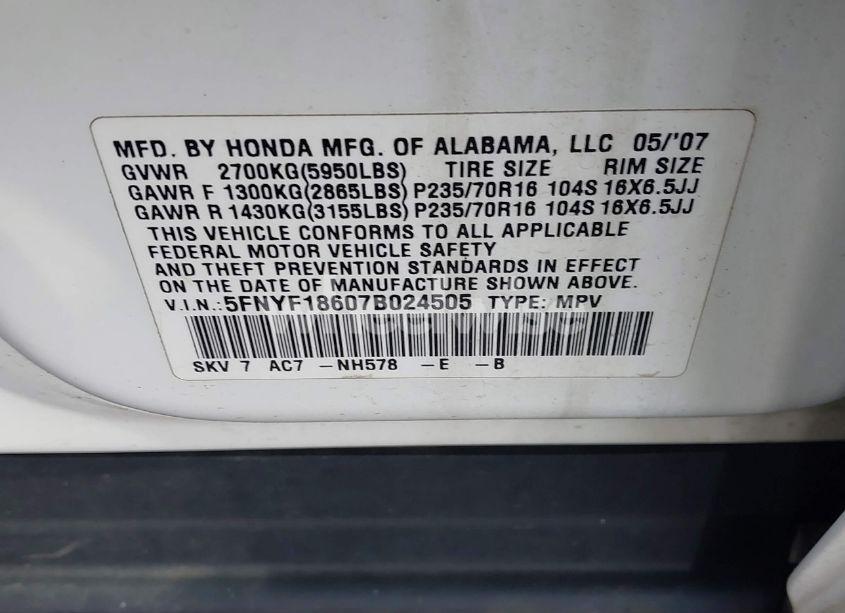 MFD. BY HONDA MFG. OF ALABAMA, LLC 05/'07
GVWR 2700KG(5950LBS) TIRE SIZE RIM SIZE
GAWR F 1300KG(2865LBS) P235/70R16 104S 16X6.5JJ
GAWR R 1430KG(3155LBS) P235/70R16 104S 16X6.5JJ
THIS VEHICLE CONFORMS TO ALL APPLICABLE
FEDERAL MOTOR VEHICLE SAFETY
AND THEFT PREVENTION STANDARDS IN EFFECT
ON THE DATE OF MANUFACTURE SHOWN ABOVE.
V.I.N.: 5FNYF18607B024505 TYPE: MPV
SKV 7 AC7 -NH578 -E -B